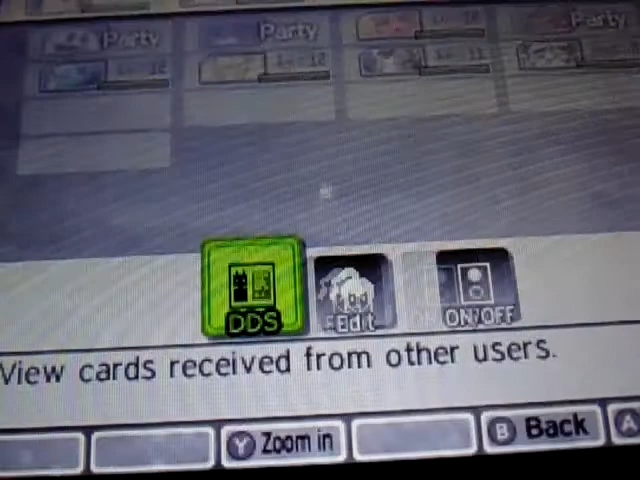 Party Party Party
DDS Edit ON/OFF
View cards received from other users.
Y Zoom in B Back A